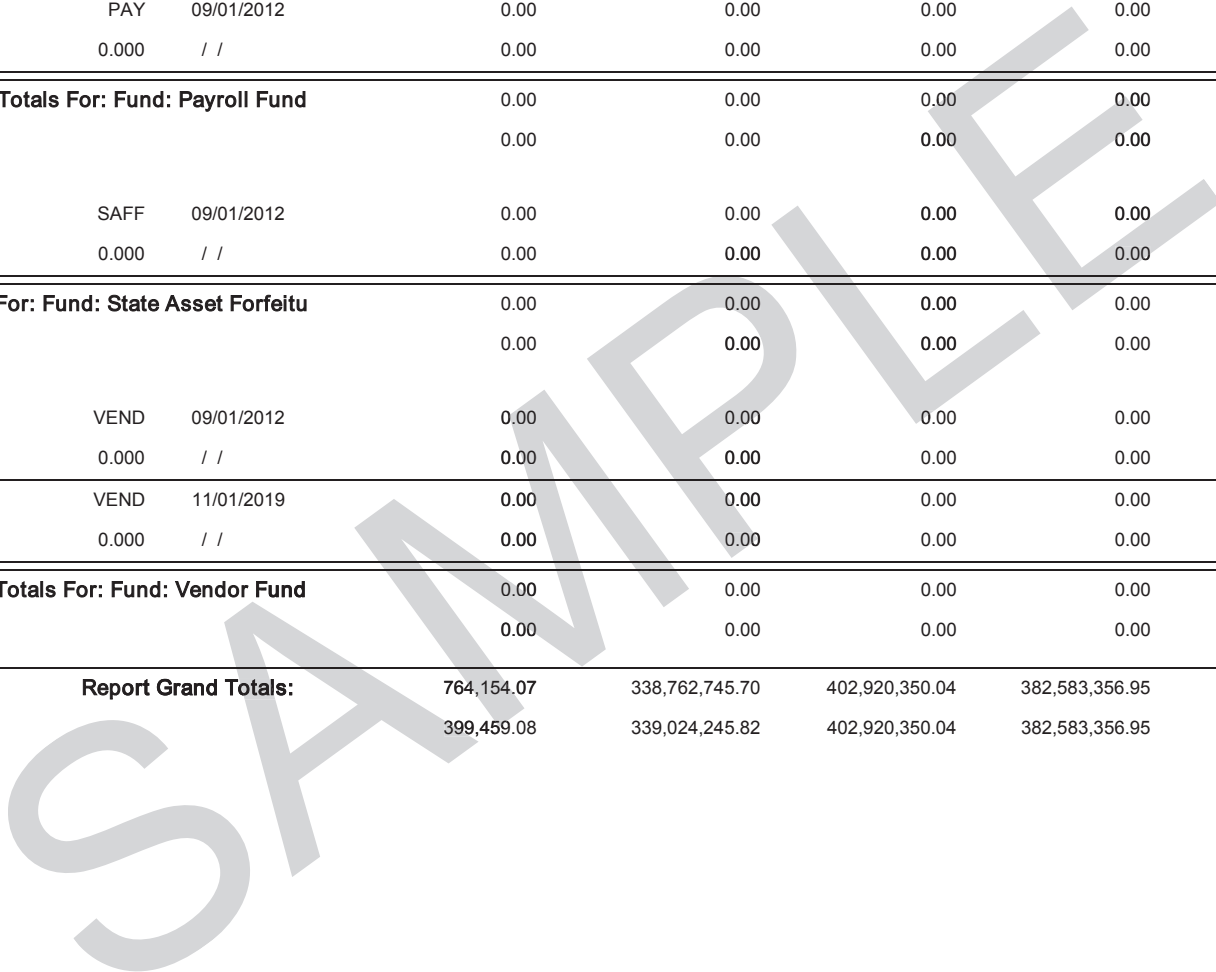 PAY 09/01/2012 0.00 0.00 0.00 0.00
0.000 / / 0.00 0.00 0.00 0.00
Totals For: Fund: Payroll Fund 0.00 0.00 0.00 0.00
0.00 0.00 0.00 0.00
SAFF 09/01/2012 0.00 0.00 0.00 0.00
0.000 / / 0.00 0.00 0.00 0.00
For: Fund: State Asset Forfeitu 0.00 0.00 0.00 0.00
0.00 0.00 0.00 0.00
VEND 09/01/2012 0.00 0.00 0.00 0.00
0.000 / / 0.00 0.00 0.00 0.00
VEND 11/01/2019 0.00 0.00 0.00 0.00
0.000 / / 0.00 0.00 0.00 0.00
Totals For: Fund: Vendor Fund 0.00 0.00 0.00 0.00
0.00 0.00 0.00 0.00
Report Grand Totals: 764,154.07 338,762,745.70 402,920,350.04 382,583,356.95
399,459.08 339,024,245.82 402,920,350.04 382,583,356.95
SAMPLE